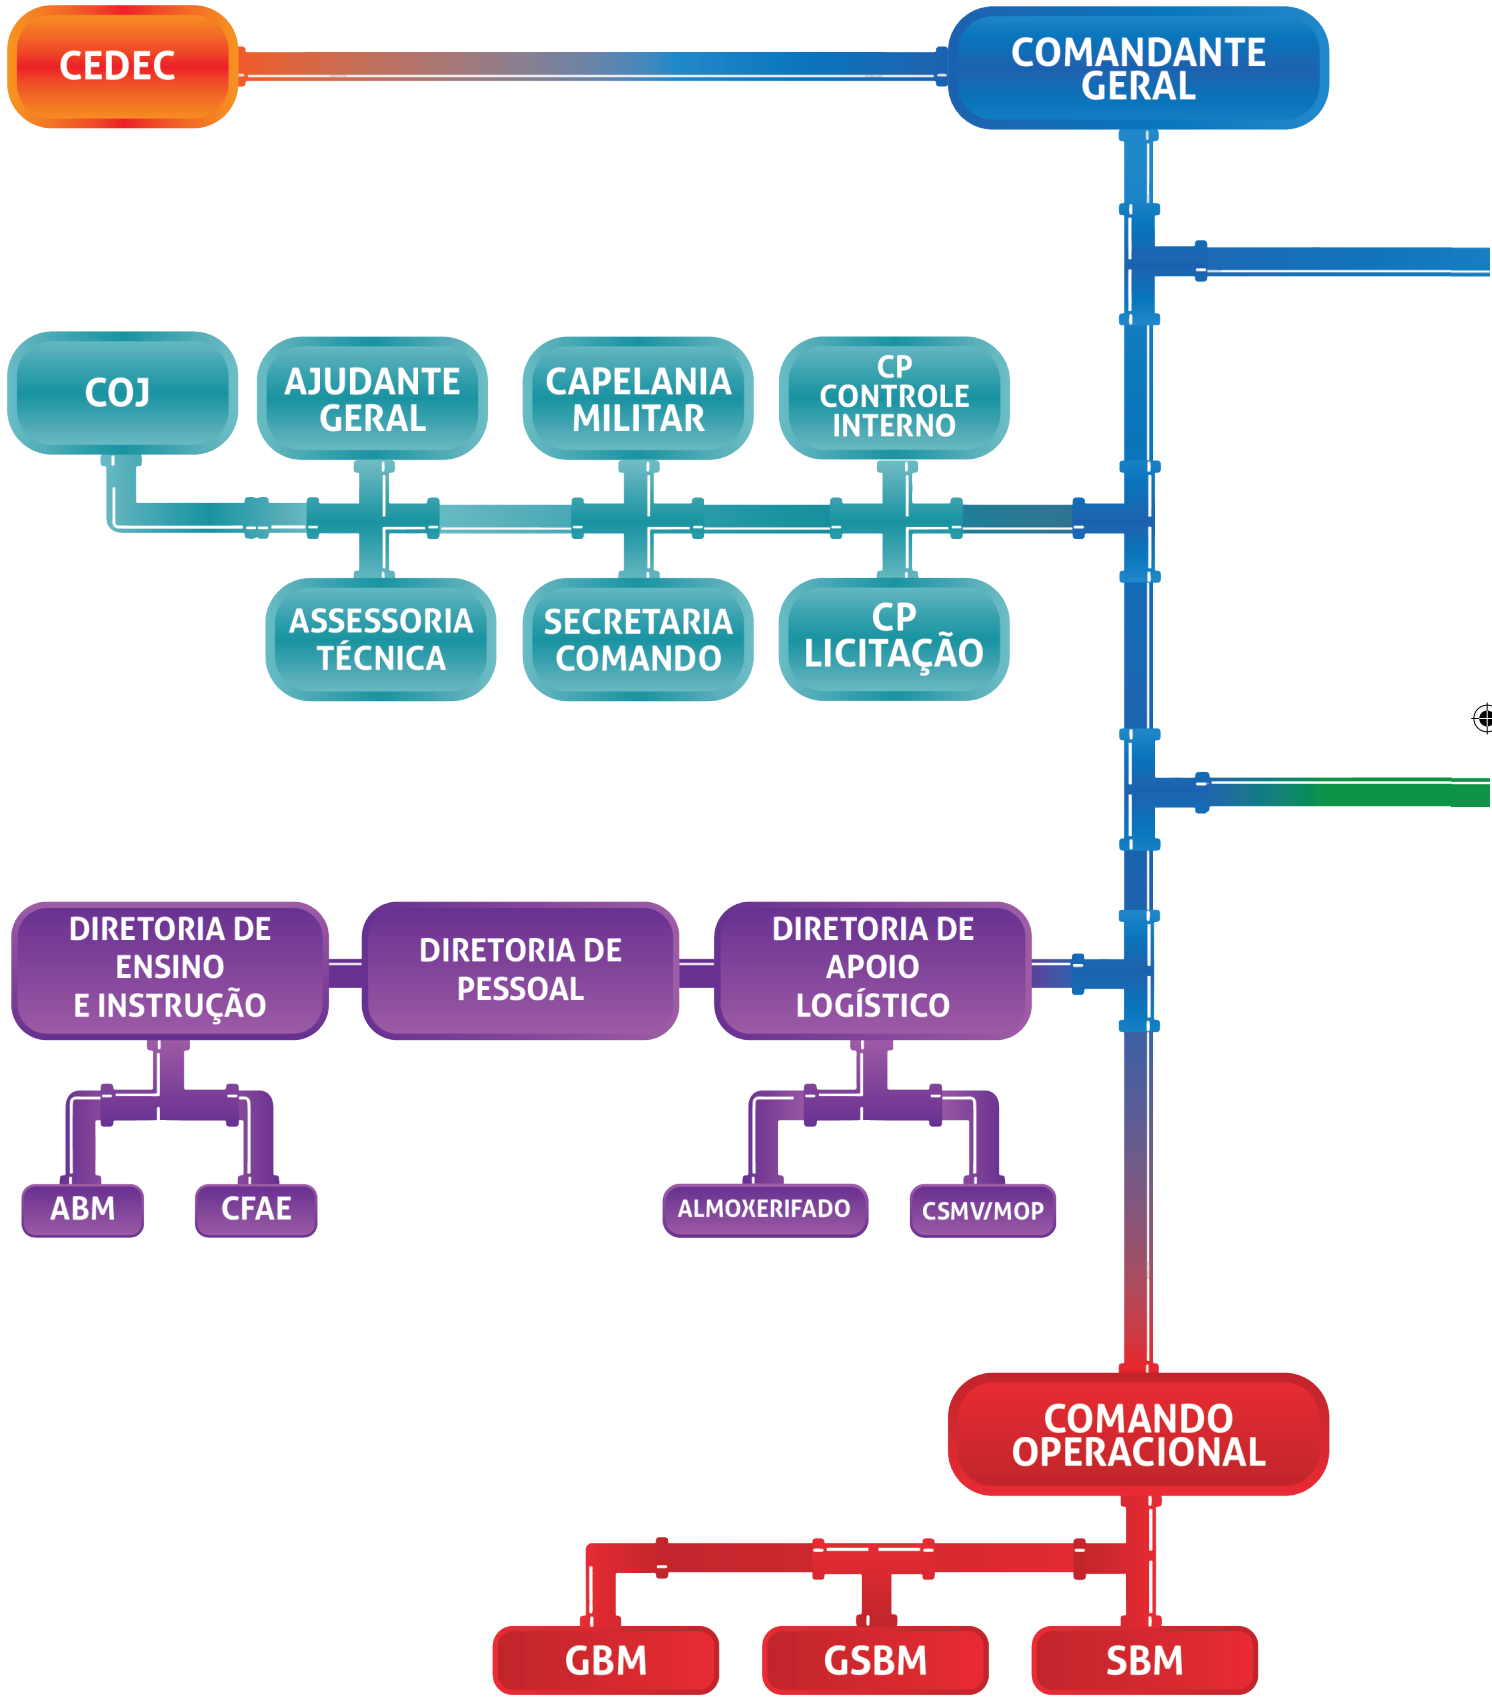 CEDEC
COMANDANTE
GERAL
COJ
AJUDANTE
GERAL
CAPELANIA
MILITAR
CP
CONTROLE
INTERNO
ASSESSORIA
TÉCNICA
SECRETARIA
COMANDO
CP
LICITAÇÃO
DIRETORIA DE
ENSINO
E INSTRUÇÃO
DIRETORIA DE
PESSOAL
DIRETORIA DE
APOIO
LOGÍSTICO
ABM
CFAE
ALMOXERIFADO
CSMV/MOP
COMANDO
OPERACIONAL
GBM
GSBM
SBM